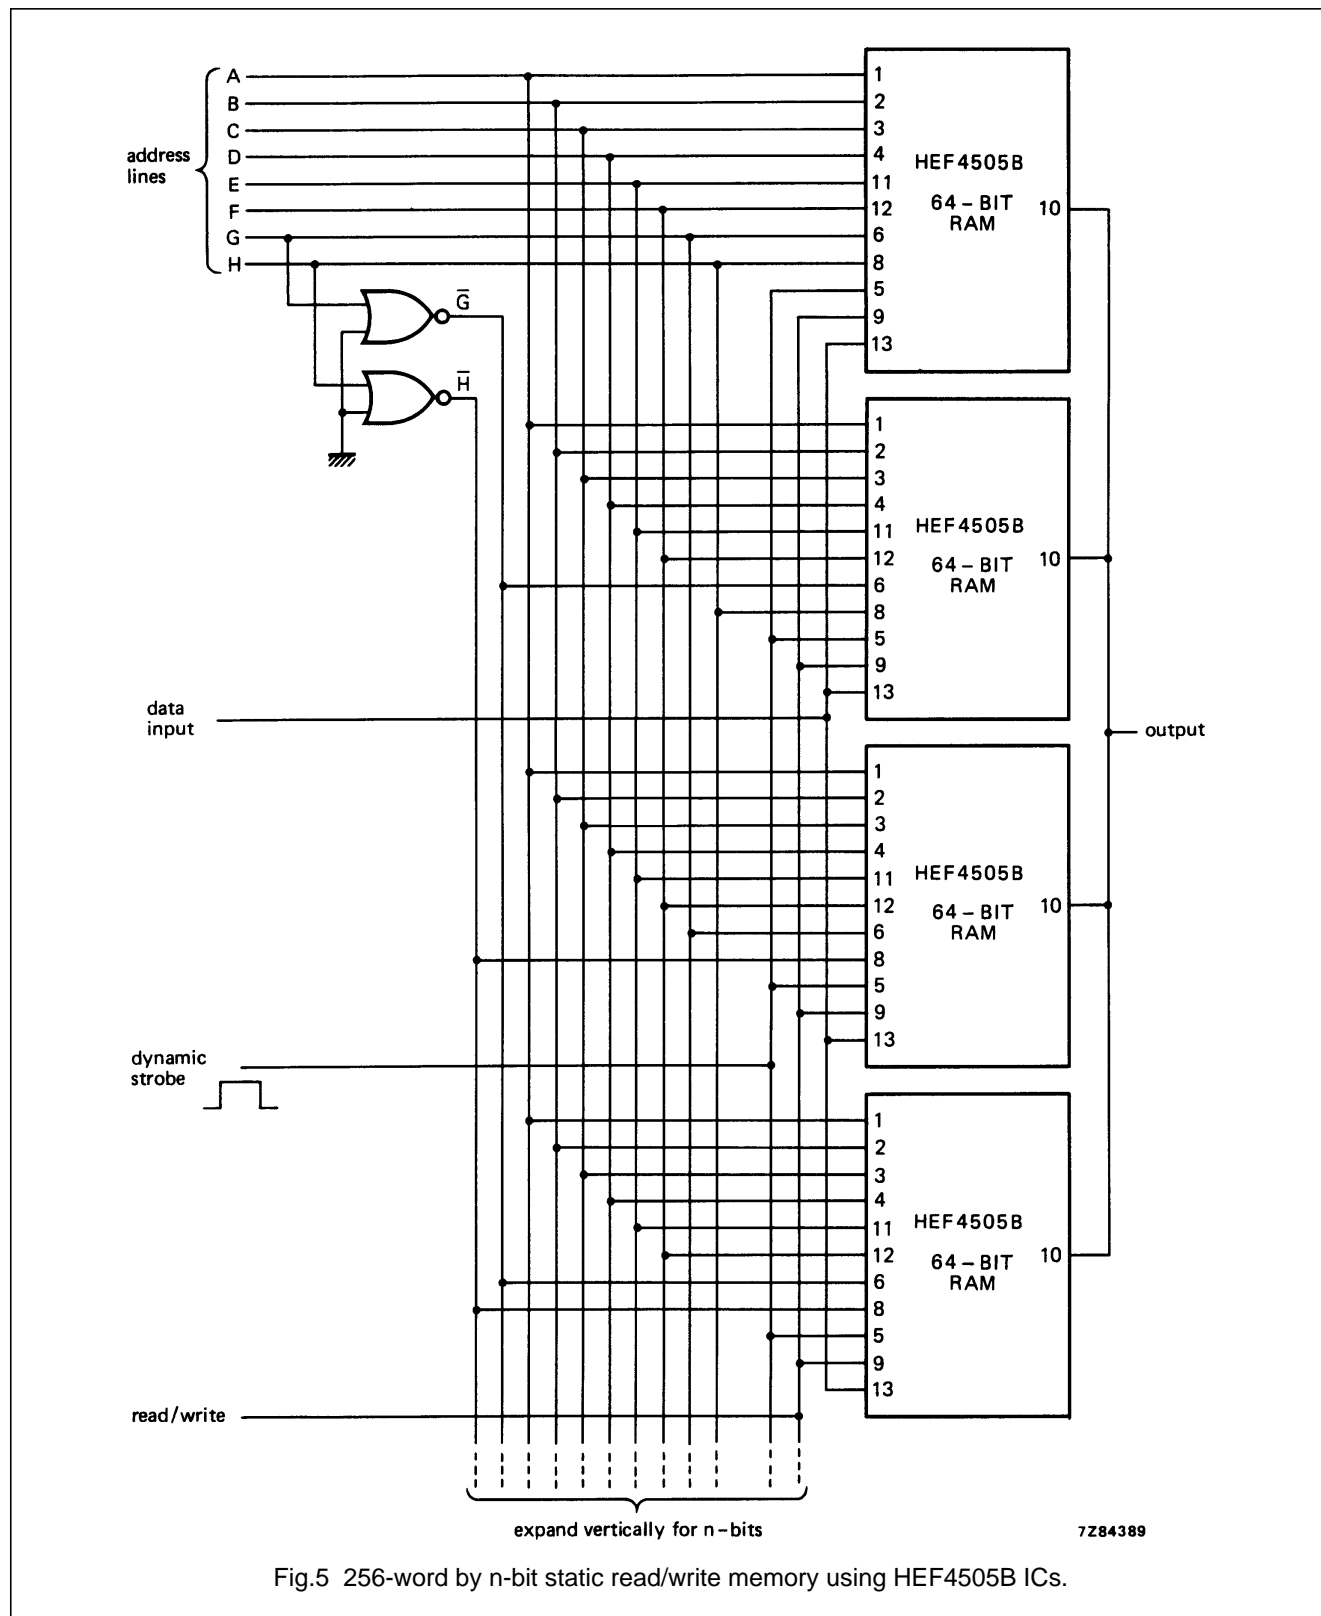 address
lines
A
B
C
D
E
F
G
H
G̅
H̅
1
2
3
4
11
12
6
8
5
9
13
HEF4505B
64-BIT
RAM
10
1
2
3
4
11
12
6
8
5
9
13
HEF4505B
64-BIT
RAM
10
data
input
output
1
2
3
4
11
12
6
8
5
9
13
HEF4505B
64-BIT
RAM
10
dynamic
strobe
1
2
3
4
11
12
6
8
5
9
13
HEF4505B
64-BIT
RAM
10
read/write
expand vertically for n-bits
7Z84389
Fig.5 256-word by n-bit static read/write memory using HEF4505B ICs.